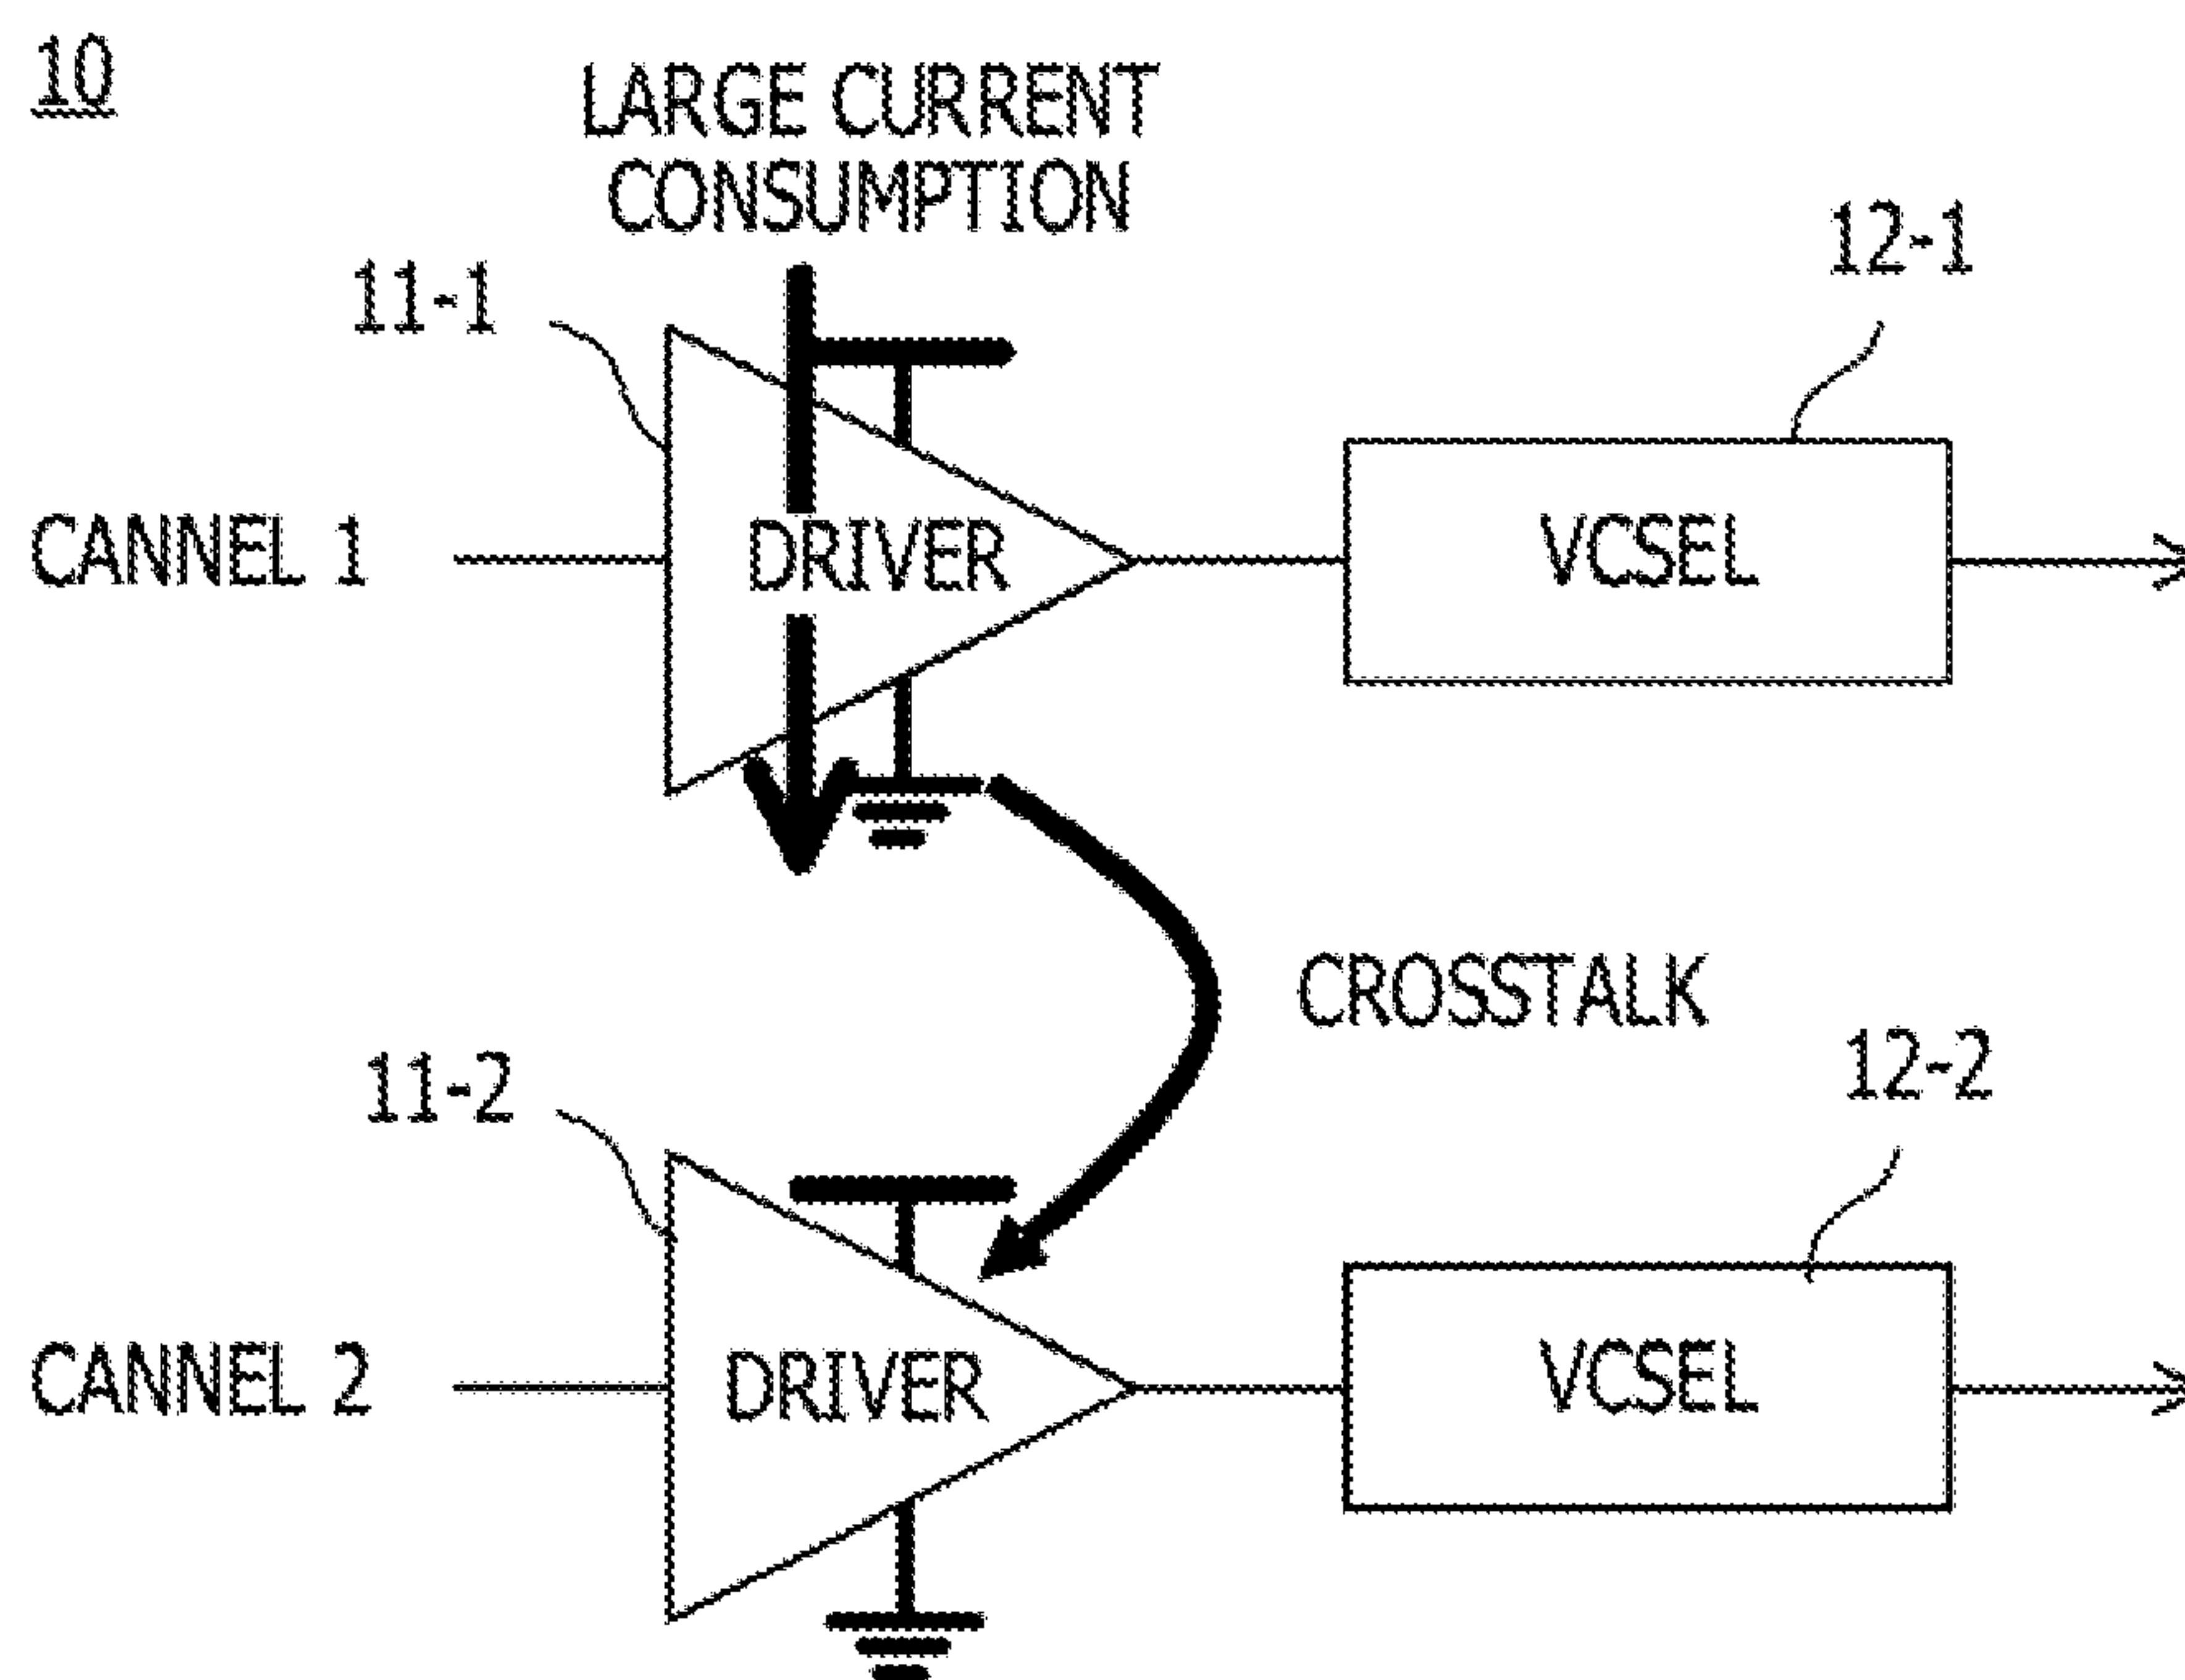 10
LARGE CURRENT
CONSUMPTION
11-1
12-1
CANNEL 1
DRIVER
VCSEL
CROSSTALK
11-2
12-2
CANNEL 2
DRIVER
VCSEL